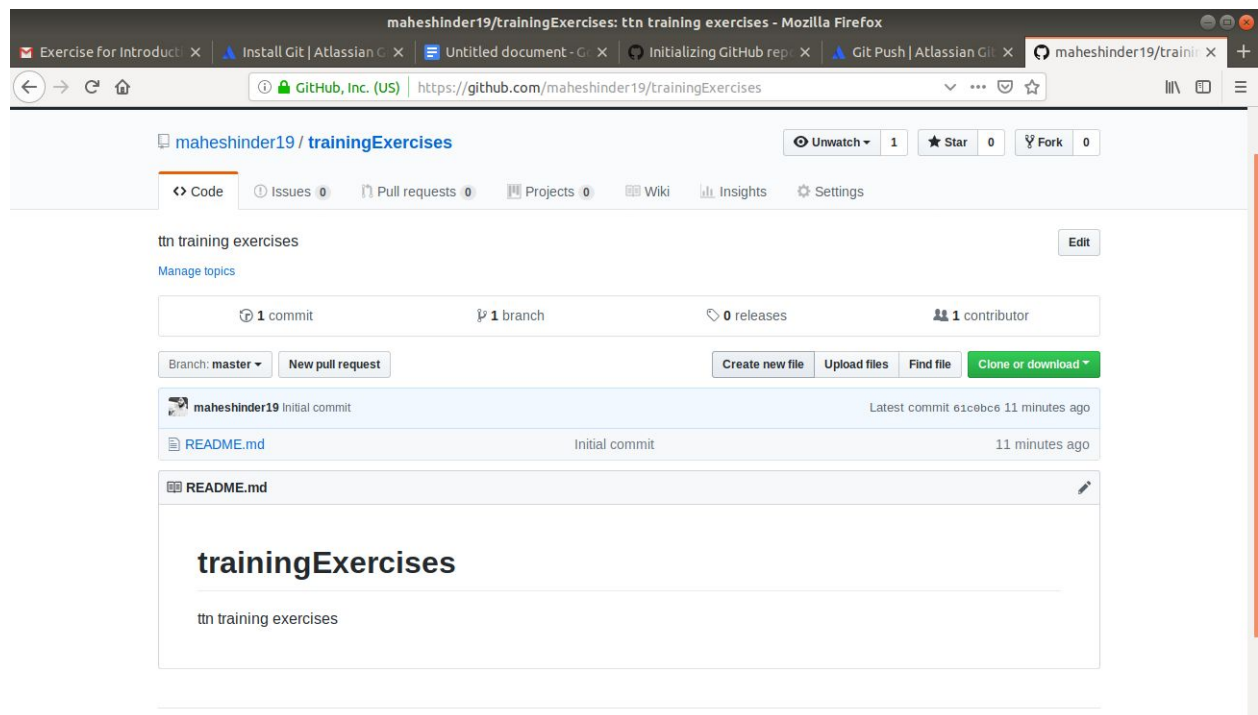 maheshinder19/trainingExercises: ttn training exercises - Mozilla Firefox
Exercise for Introducti Install Git | Atlassian G Untitled document - Go Initializing GitHub repo Git Push | Atlassian Git maheshinder19/trainin
GitHub, Inc. (US) https://github.com/maheshinder19/trainingExercises
maheshinder19 / trainingExercises Unwatch 1 Star 0 Fork 0
Code Issues 0 Pull requests 0 Projects 0 Wiki Insights Settings
ttn training exercises Edit
Manage topics
1 commit 1 branch 0 releases 1 contributor
Branch: master New pull request Create new file Upload files Find file Clone or download
maheshinder19 Initial commit Latest commit 61c0bc6 11 minutes ago
README.md Initial commit 11 minutes ago
README.md
trainingExercises
ttn training exercises